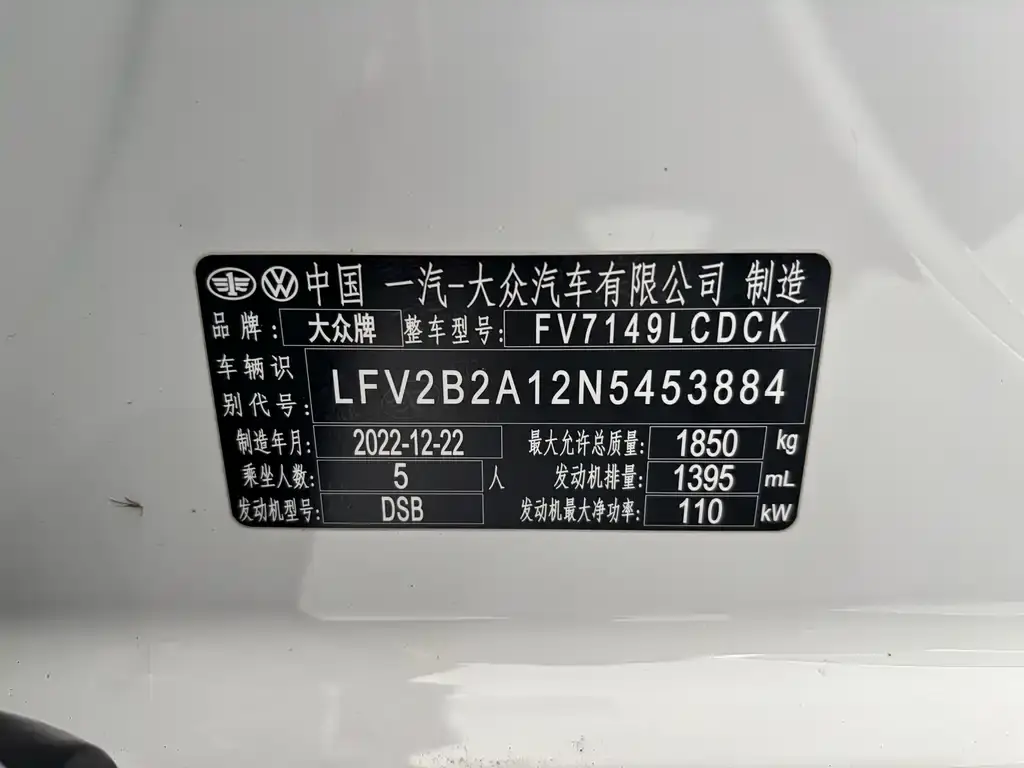 中国 一汽-大众汽车有限公司 制造
品牌: 大众牌 整车型号: FV7149LCDCK
车辆识别代号: LFV2B2A12N5453884
制造年月: 2022-12-22 最大允许总质量: 1850 kg
乘坐人数: 5 人 发动机排量: 1395 mL
发动机型号: DSB 发动机最大净功率: 110 kW